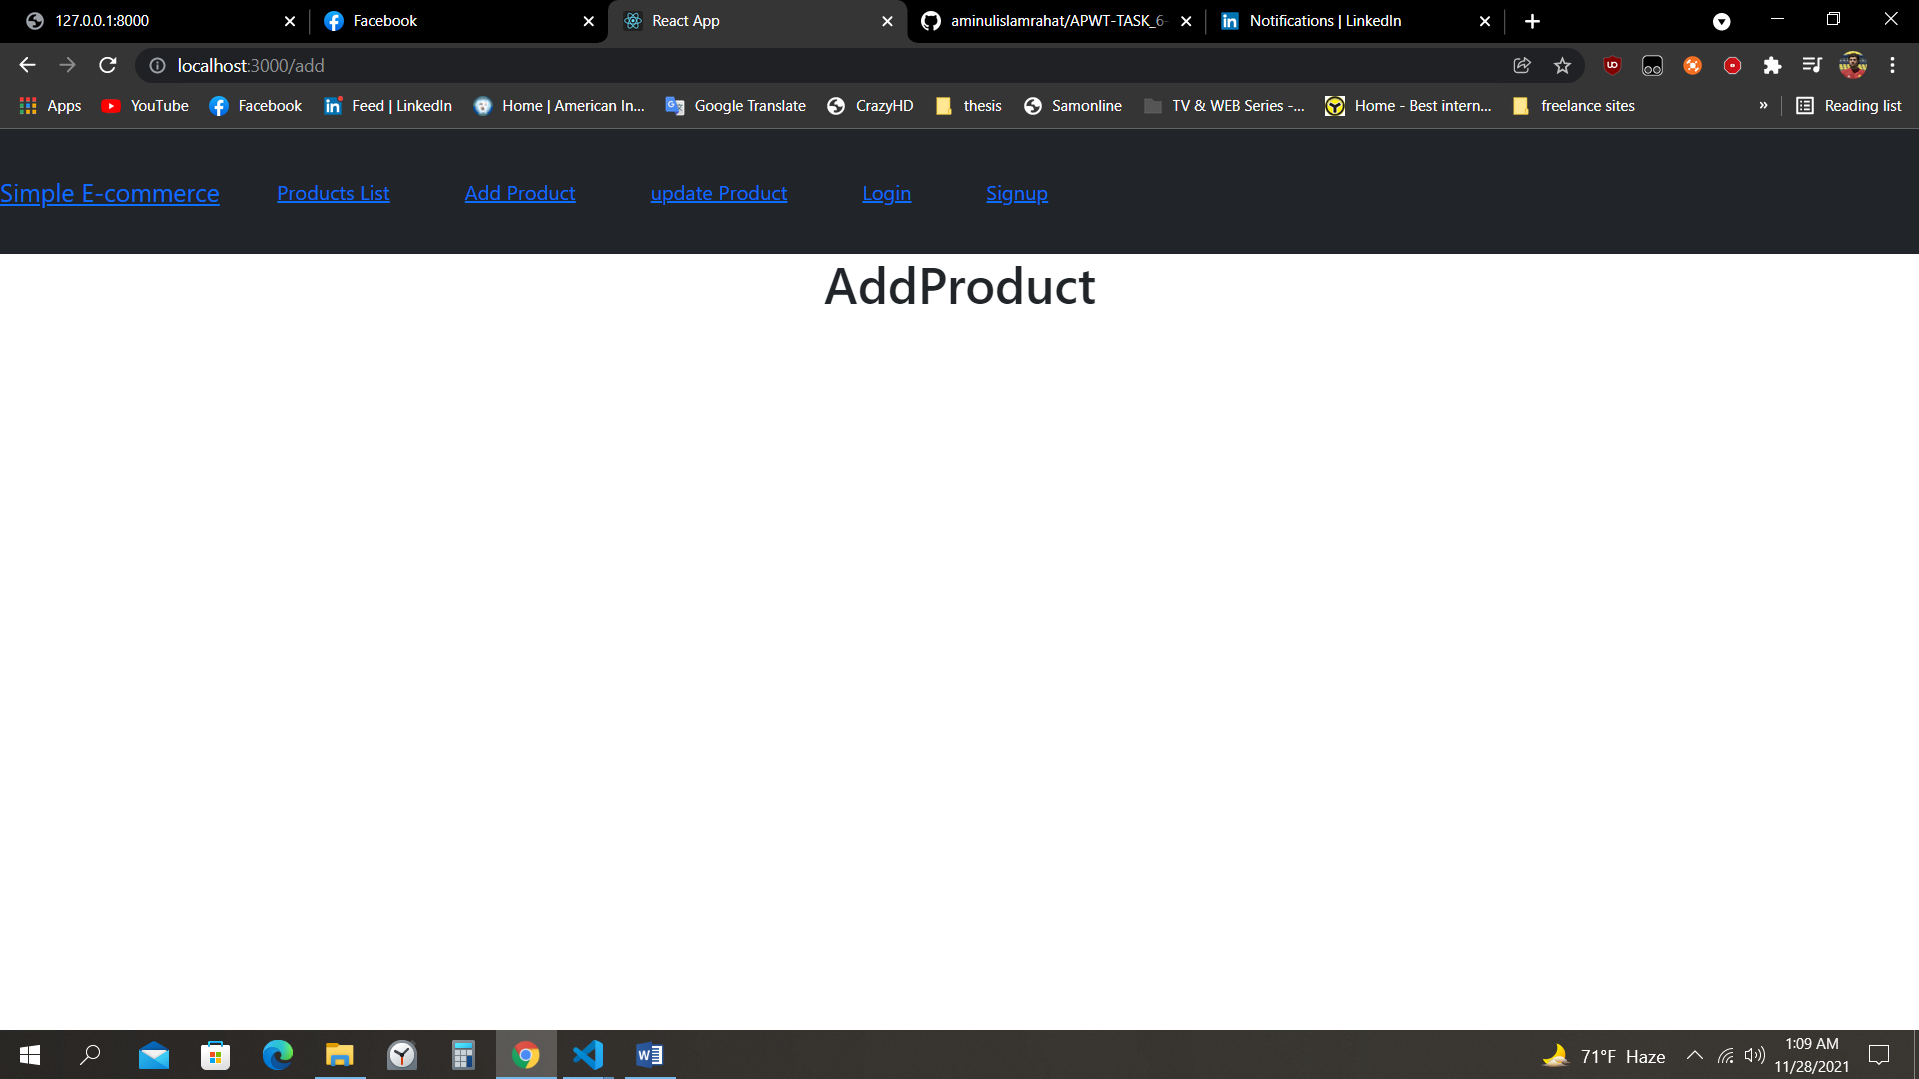 127.0.0.1:8000
Facebook
React App
aminulislamrahat/APWT-TASK_6-
Notifications | LinkedIn
localhost:3000/add
Apps
YouTube
Facebook
Feed | LinkedIn
Home | American In...
Google Translate
CrazyHD
thesis
Samonline
TV & WEB Series -...
Home - Best intern...
freelance sites
»
Reading list
Simple E-commerce
Products List
Add Product
update Product
Login
Signup
AddProduct
71°F Haze
1:09 AM
11/28/2021